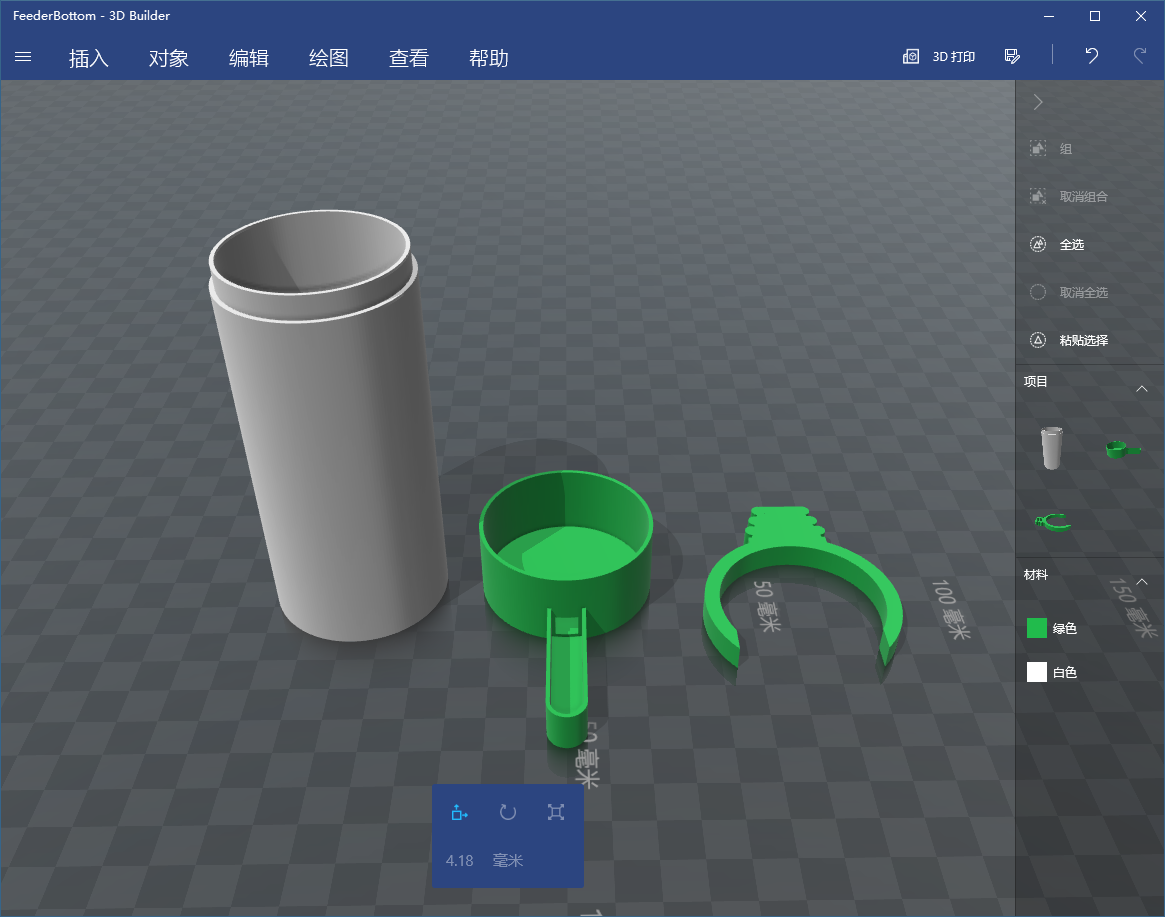 FeederBottom - 3D Builder
插入
对象
编辑
绘图
查看
帮助
3D 打印
组
取消组合
全选
取消全选
粘贴选择
项目
材料
绿色
白色
50 毫米
100 毫米
150 毫米
50 毫米
4.18 毫米